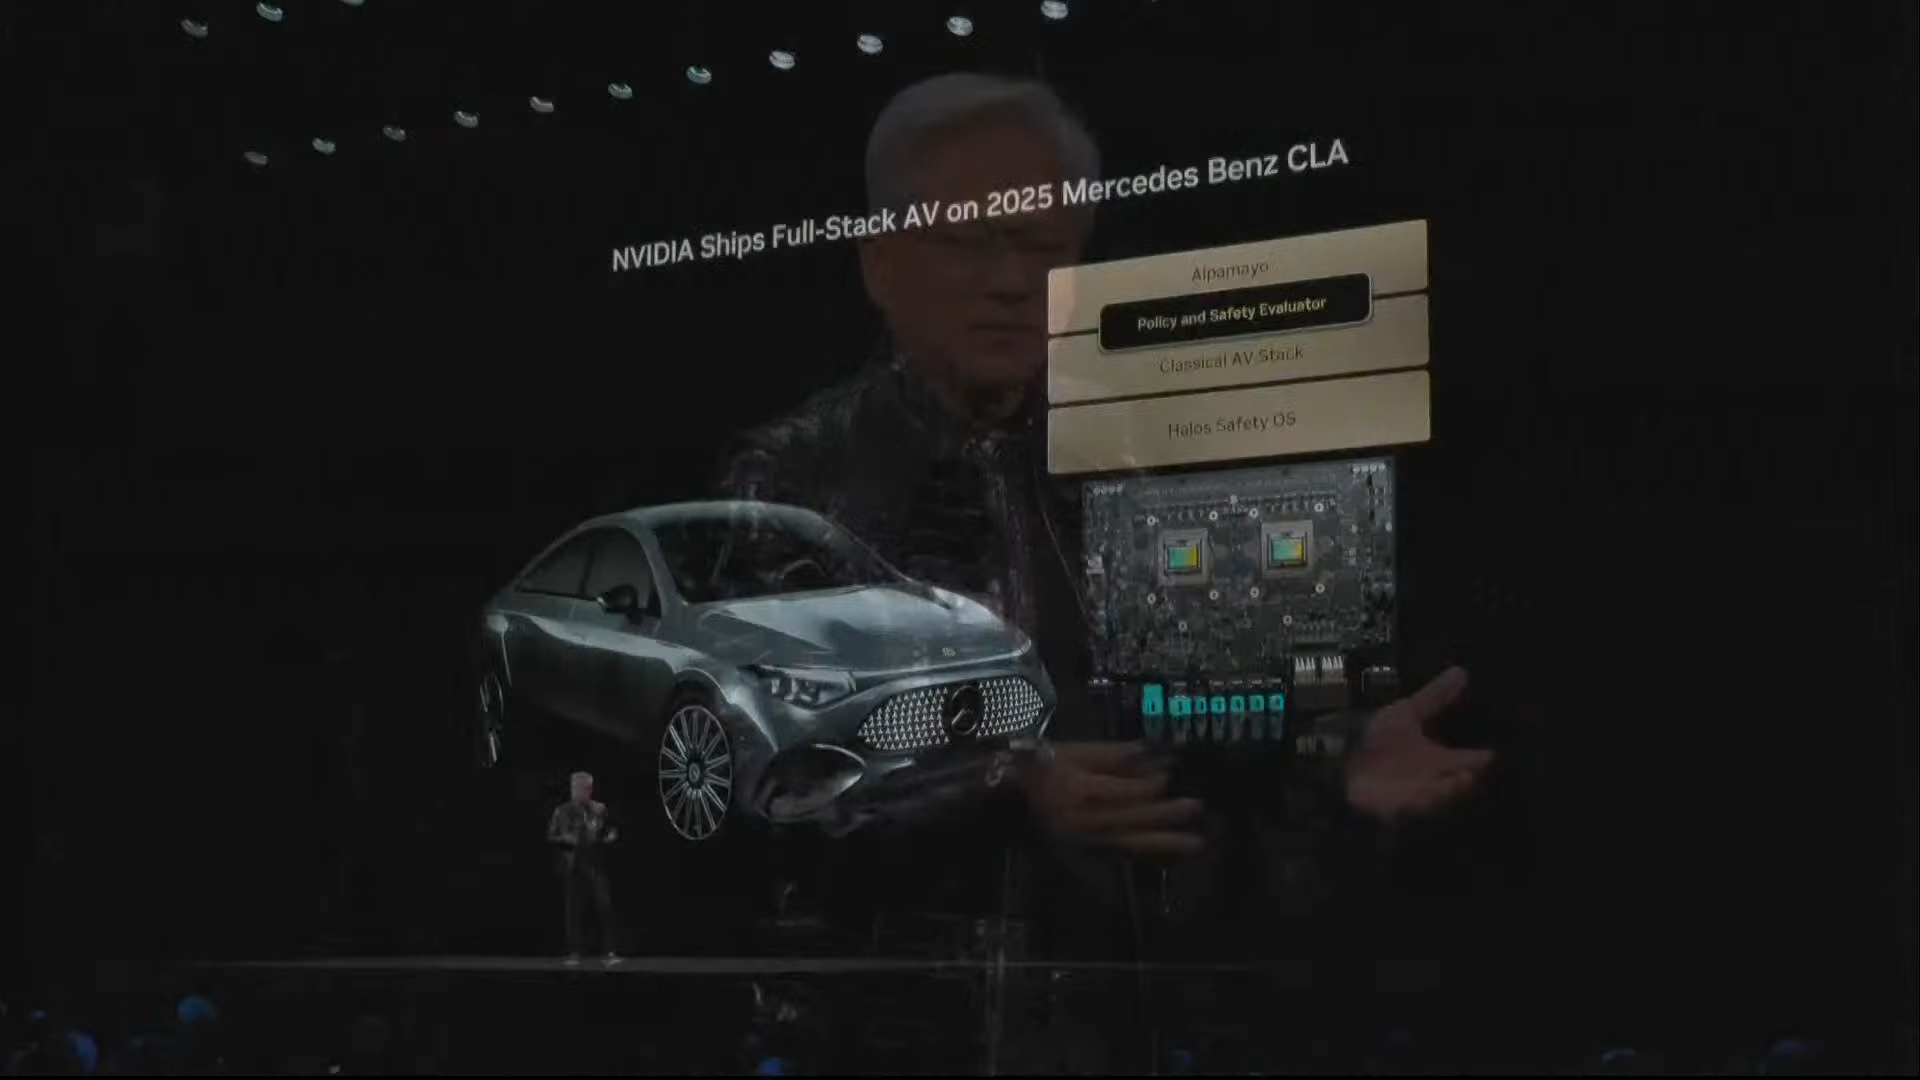 NVIDIA Ships Full-Stack AV on 2025 Mercedes Benz CLA
Alpamayo
Policy and Safety Evaluator
Classical AV Stack
Halos Safety OS